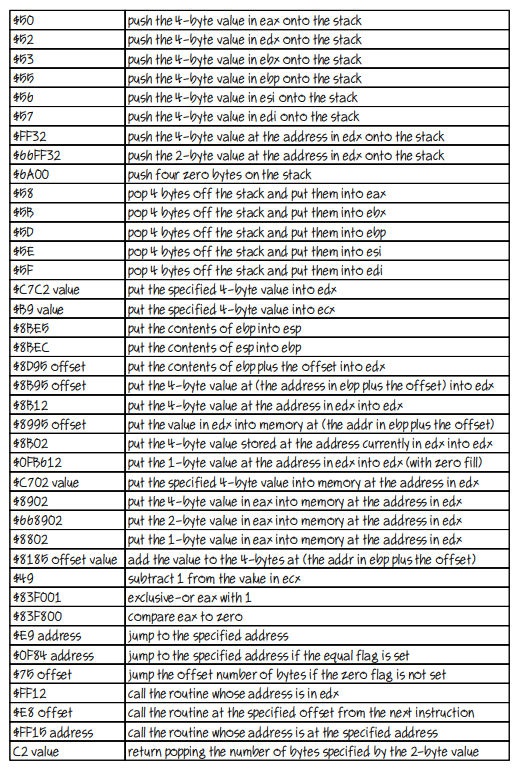 $50 push the 4-byte value in eax onto the stack
$52 push the 4-byte value in edx onto the stack
$53 push the 4-byte value in ebx onto the stack
$55 push the 4-byte value in ebp onto the stack
$56 push the 4-byte value in esi onto the stack
$57 push the 4-byte value in edi onto the stack
$FF32 push the 4-byte value at the address in edx onto the stack
$66FF32 push the 2-byte value at the address in edx onto the stack
$6A00 push four zero bytes on the stack
$58 pop 4 bytes off the stack and put them into eax
$5B pop 4 bytes off the stack and put them into ebx
$5D pop 4 bytes off the stack and put them into ebp
$5E pop 4 bytes off the stack and put them into esi
$5F pop 4 bytes off the stack and put them into edi
$C7C2 value put the specified 4-byte value into edx
$B9 value put the specified 4-byte value into ecx
$8BE5 put the contents of ebp into esp
$8BEC put the contents of esp into ebp
$8D95 offset put the contents of ebp plus the offset into edx
$8B95 offset put the 4-byte value at (the address in ebp plus the offset) into edx
$8B12 put the 4-byte value at the address in edx into edx
$8995 offset put the value in edx into memory at (the addr in ebp plus the offset)
$8B02 put the 4-byte value stored at the address currently in edx into edx
$0FB612 put the 1-byte value at the address in edx into edx (with zero fill)
$C702 value put the specified 4-byte value into memory at the address in edx
$8902 put the 4-byte value in eax into memory at the address in edx
$668902 put the 2-byte value in eax into memory at the address in edx
$8802 put the 1-byte value in eax into memory at the address in edx
$8185 offset value add the value to the 4-bytes at (the addr in ebp plus the offset)
$49 subtract 1 from the value in ecx
$83F001 exclusive-or eax with 1
$83F800 compare eax to zero
$E9 address jump to the specified address
$0F84 address jump to the specified address if the equal flag is set
$75 offset jump the offset number of bytes if the zero flag is not set
$FF12 call the routine whose address is in edx
$E8 offset call the routine at the specified offset from the next instruction
$FF15 address call the routine whose address is at the specified address
C2 value return popping the number of bytes specified by the 2-byte value